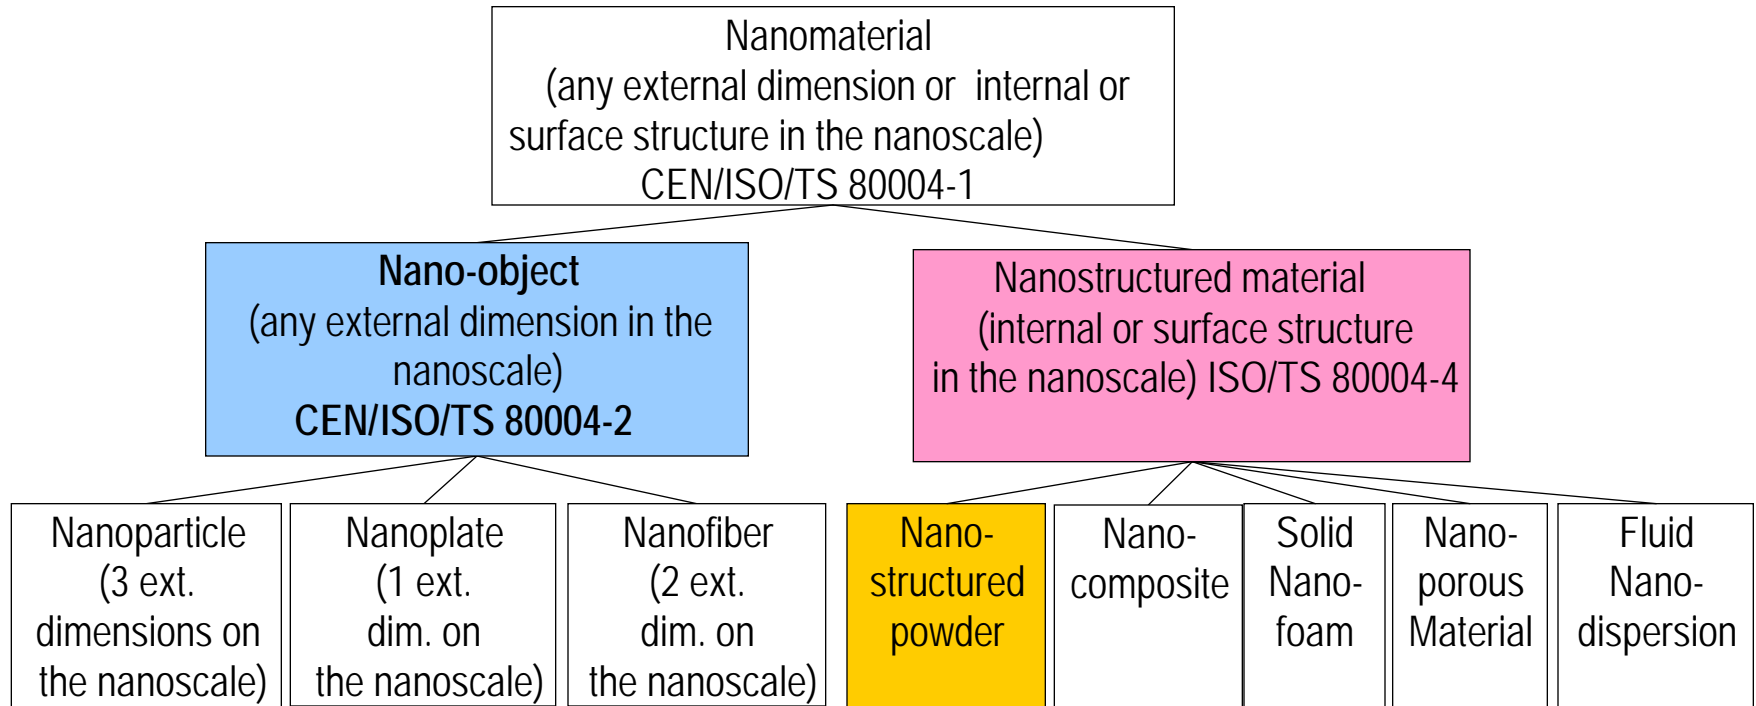 Nanomaterial
(any external dimension or internal or
surface structure in the nanoscale)
CEN/ISO/TS 80004-1
Nano-object
(any external dimension in the
nanoscale)
CEN/ISO/TS 80004-2
Nanostructured material
(internal or surface structure
in the nanoscale) ISO/TS 80004-4
Nanoparticle
(3 ext.
dimensions on
the nanoscale)
Nanoplate
(1 ext.
dim. on
the nanoscale)
Nanofiber
(2 ext.
dim. on
the nanoscale)
Nano-
structured
powder
Nano-
composite
Solid
Nano-
foam
Nano-
porous
Material
Fluid
Nano-
dispersion